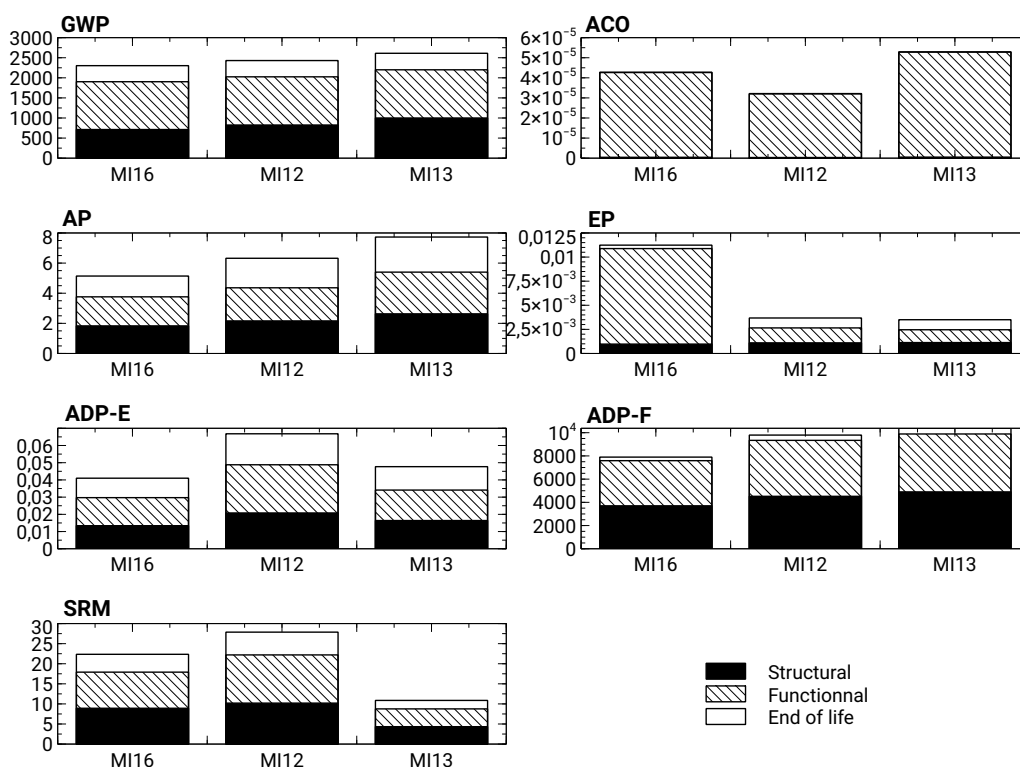 GWP
3000
2500
2000
1500
1000
500
0
MI16 MI12 MI13
ACO
6×10⁻⁵
5×10⁻⁵
4×10⁻⁵
3×10⁻⁵
2×10⁻⁵
10⁻⁵
0
MI16 MI12 MI13
AP
8
6
4
2
0
MI16 MI12 MI13
EP
0,0125
0,01
7,5×10⁻³
5×10⁻³
2,5×10⁻³
0
MI16 MI12 MI13
ADP-E
0,06
0,05
0,04
0,03
0,02
0,01
0
MI16 MI12 MI13
ADP-F
10⁴
8000
6000
4000
2000
0
MI16 MI12 MI13
SRM
30
25
20
15
10
5
0
MI16 MI12 MI13
Structural
Functionnal
End of life